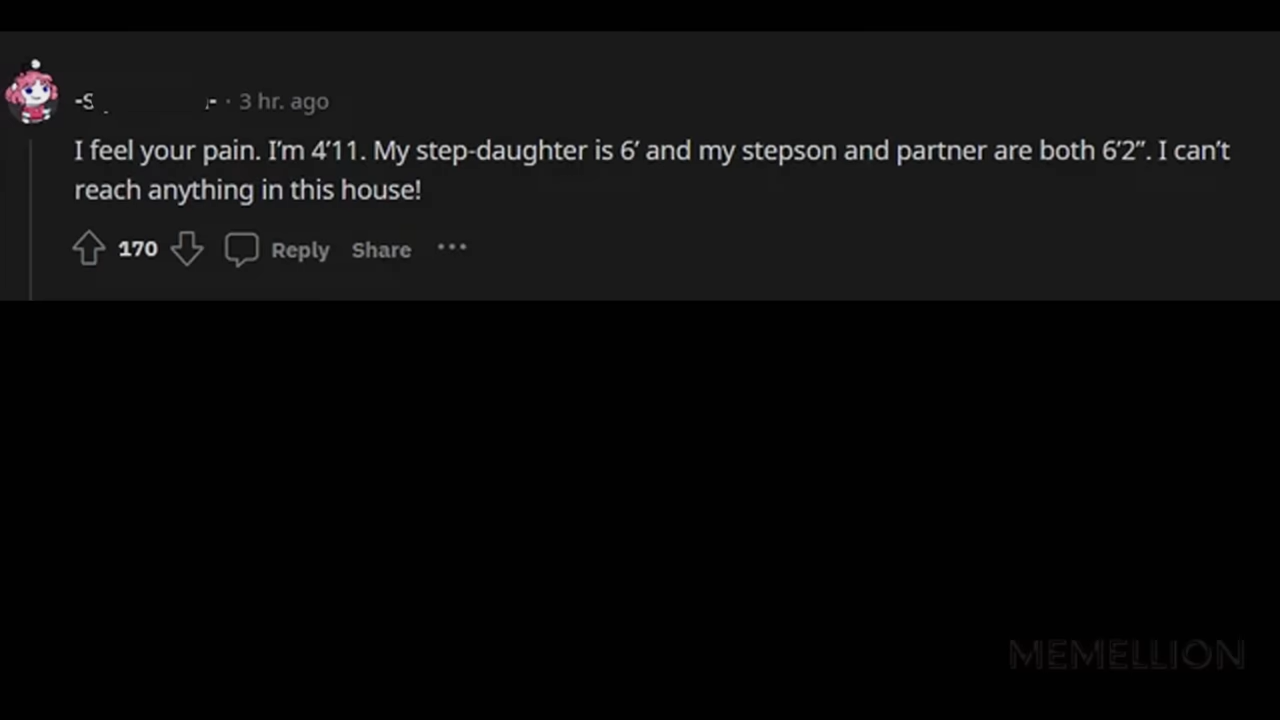 · 3 hr. ago
I feel your pain. I’m 4’11. My step-daughter is 6’ and my stepson and partner are both 6’2”. I can’t
reach anything in this house!
170 Reply Share ···
MEMELLION